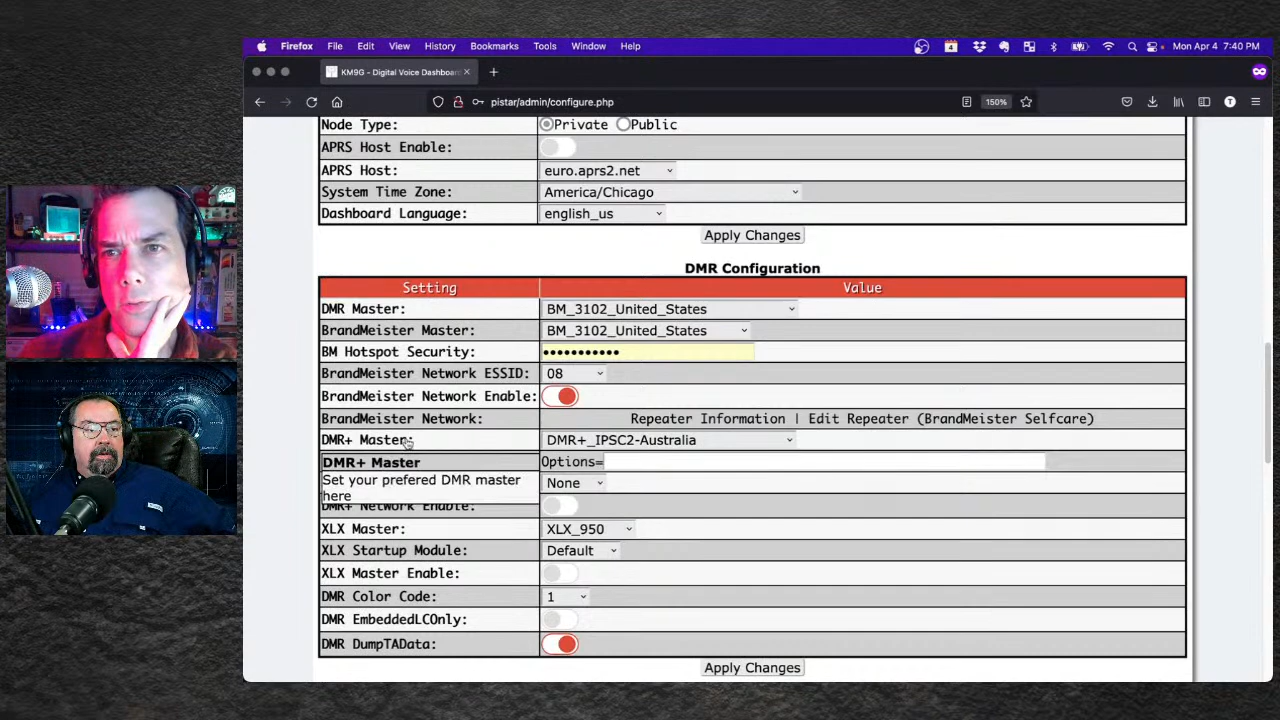 Firefox File Edit View History Bookmarks Tools Window Help 4 Mon Apr 4 7:40 PM
KM9G - Digital Voice Dashboar
pistar/admin/configure.php 150% T
Node Type: Private Public
APRS Host Enable:
APRS Host: euro.aprs2.net
System Time Zone: America/Chicago
Dashboard Language: english_us
Apply Changes
DMR Configuration
Setting Value
DMR Master: BM_3102_United_States
BrandMeister Master: BM_3102_United_States
BM Hotspot Security: •••••••••••
BrandMeister Network ESSID: 08
BrandMeister Network Enable:
BrandMeister Network: Repeater Information | Edit Repeater (BrandMeister Selfcare)
DMR+ Master: DMR+_IPSC2-Australia
DMR+ Master Options=
Set your prefered DMR master None
here
DMR+ Network Enable:
XLX Master: XLX_950
XLX Startup Module: Default
XLX Master Enable:
DMR Color Code: 1
DMR EmbeddedLCOnly:
DMR DumpTAData:
Apply Changes